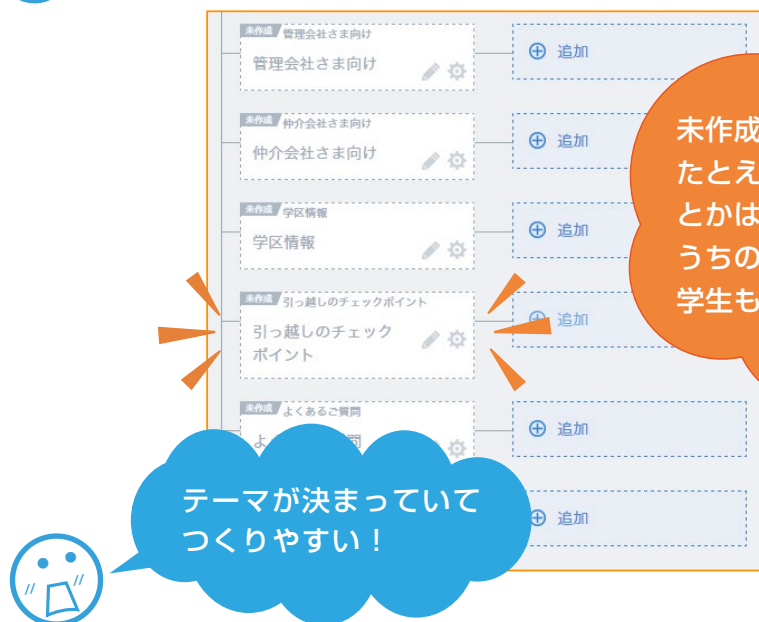 未作成 管理会社さま向け
管理会社さま向け
追加
未作成 仲介会社さま向け
仲介会社さま向け
追加
未作成 学区情報
学区情報
追加
未作成 引っ越しのチェックポイント
引っ越しのチェック
ポイント
追加
未作成 よくあるご質問
よ
問
追加
追加
未作成
たとえ
とかは
うちの
学生も
テーマが決まっていて
つくりやすい！